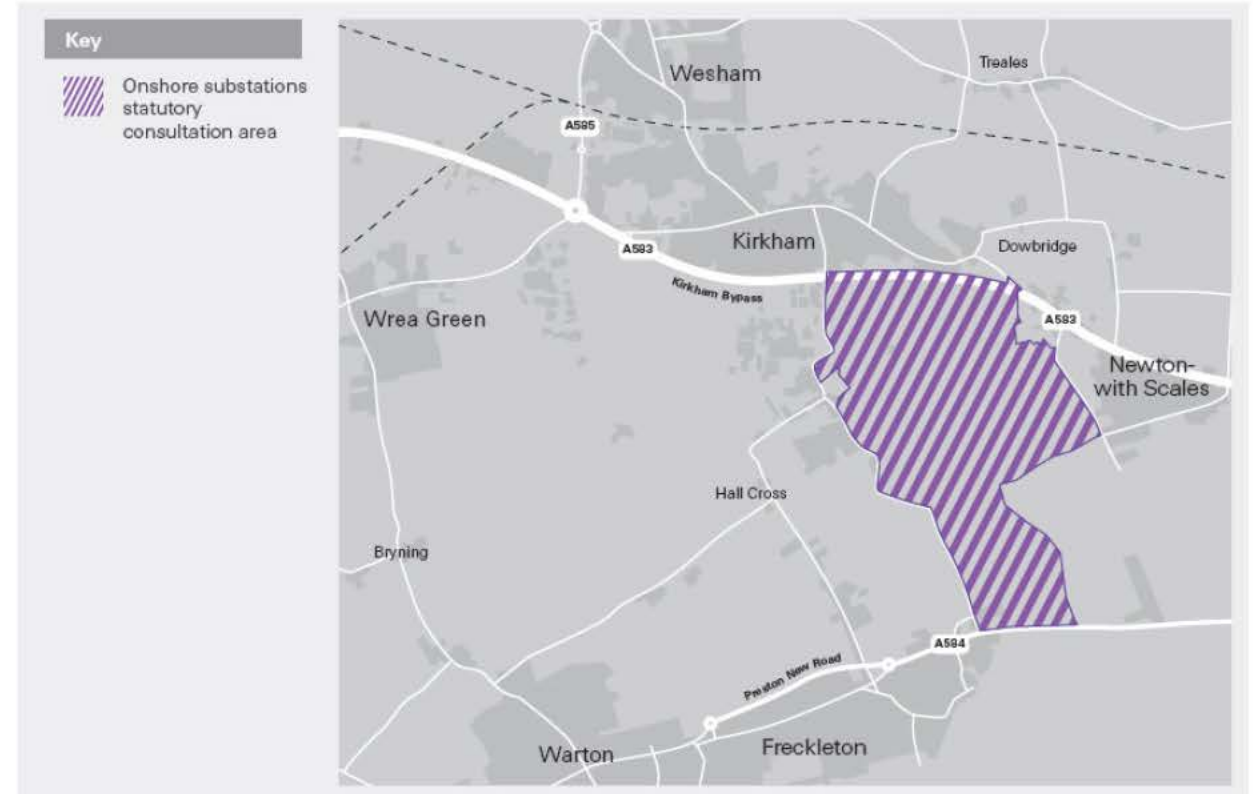 Key
Onshore substations
statutory
consultation area
Wesham
Treales
A585
A583
Kirkham
Dowbridge
Kirkham Bypass
Wrea Green
A583
Newton-
with Scales
Hall Cross
Bryning
A584
Preston New Road
Warton
Freckleton